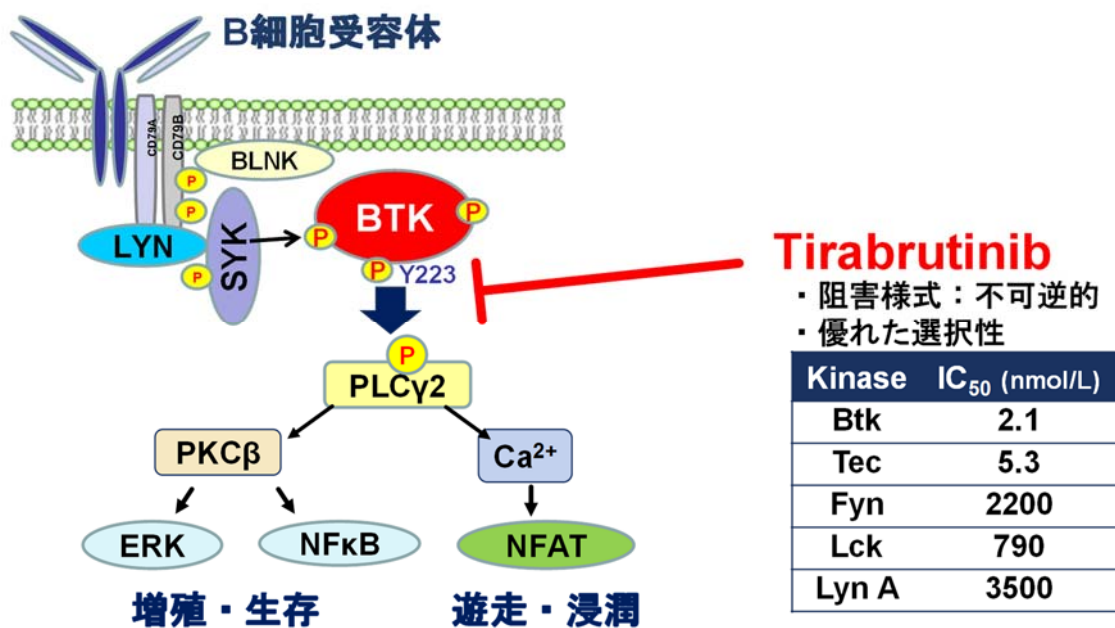 B細胞受容体
CD79A
CD79B
BLNK
P
P
P
LYN
SYK
BTK
P
P
P
Y223
P
PLCγ2
PKCβ
Ca²⁺
ERK
NFκB
NFAT
増殖・生存
遊走・浸潤
Tirabrutinib
・阻害様式：不可逆的
・優れた選択性
Kinase IC₅₀ (nmol/L)
Btk 2.1
Tec 5.3
Fyn 2200
Lck 790
Lyn A 3500